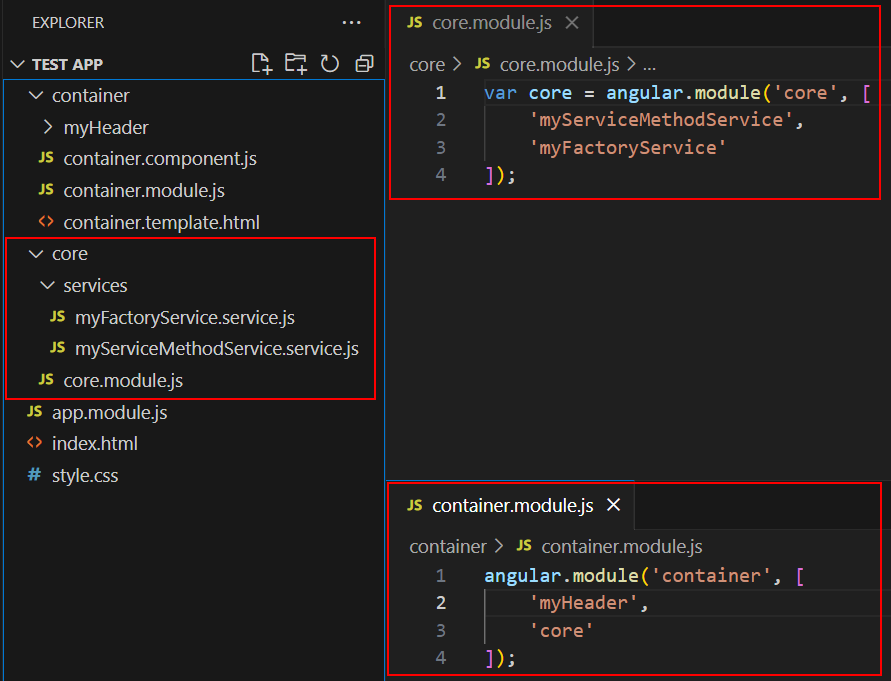 EXPLORER
...
TEST APP
container
myHeader
JS container.component.js
JS container.module.js
<> container.template.html
core
services
JS myFactoryService.service.js
JS myServiceMethodService.service.js
JS core.module.js
JS app.module.js
<> index.html
# style.css
JS core.module.js
core > JS core.module.js > ...
1 var core = angular.module('core', [
2 'myServiceMethodService',
3 'myFactoryService'
4 ]);
JS container.module.js
container > JS container.module.js
1 angular.module('container', [
2 'myHeader',
3 'core'
4 ]);